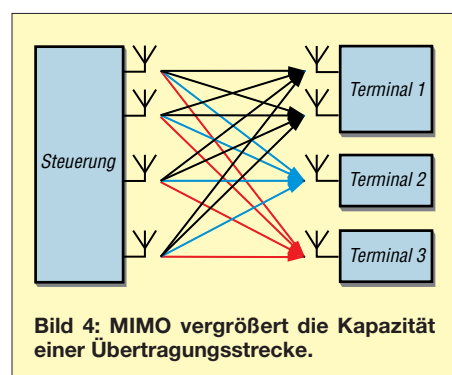 Steuerung
Terminal 1
Terminal 2
Terminal 3
Bild 4: MIMO vergrößert die Kapazität
einer Übertragungsstrecke.